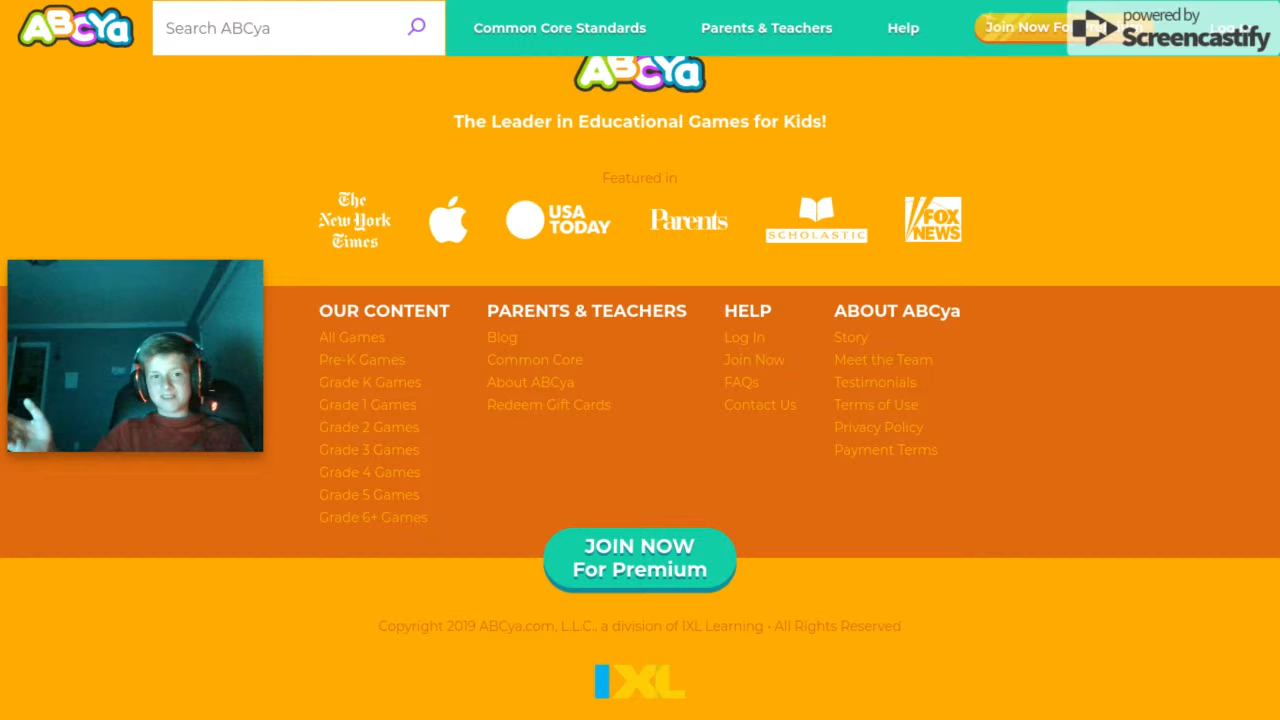 ABCYa
Search ABCya
Common Core Standards
Parents & Teachers
Help
Join Now Fo
powered by
Screencastify
ABCYa
The Leader in Educational Games for Kids!
Featured in
The
New York
Times
USA
TODAY
Parents
SCHOLASTIC
FOX
NEWS
OUR CONTENT
All Games
Pre-K Games
Grade K Games
Grade 1 Games
Grade 2 Games
Grade 3 Games
Grade 4 Games
Grade 5 Games
Grade 6+ Games
PARENTS & TEACHERS
Blog
Common Core
About ABCya
Redeem Gift Cards
HELP
Log In
Join Now
FAQs
Contact Us
ABOUT ABCya
Story
Meet the Team
Testimonials
Terms of Use
Privacy Policy
Payment Terms
JOIN NOW
For Premium
Copyright 2019 ABCya.com, L.L.C., a division of IXL Learning • All Rights Reserved
IXL